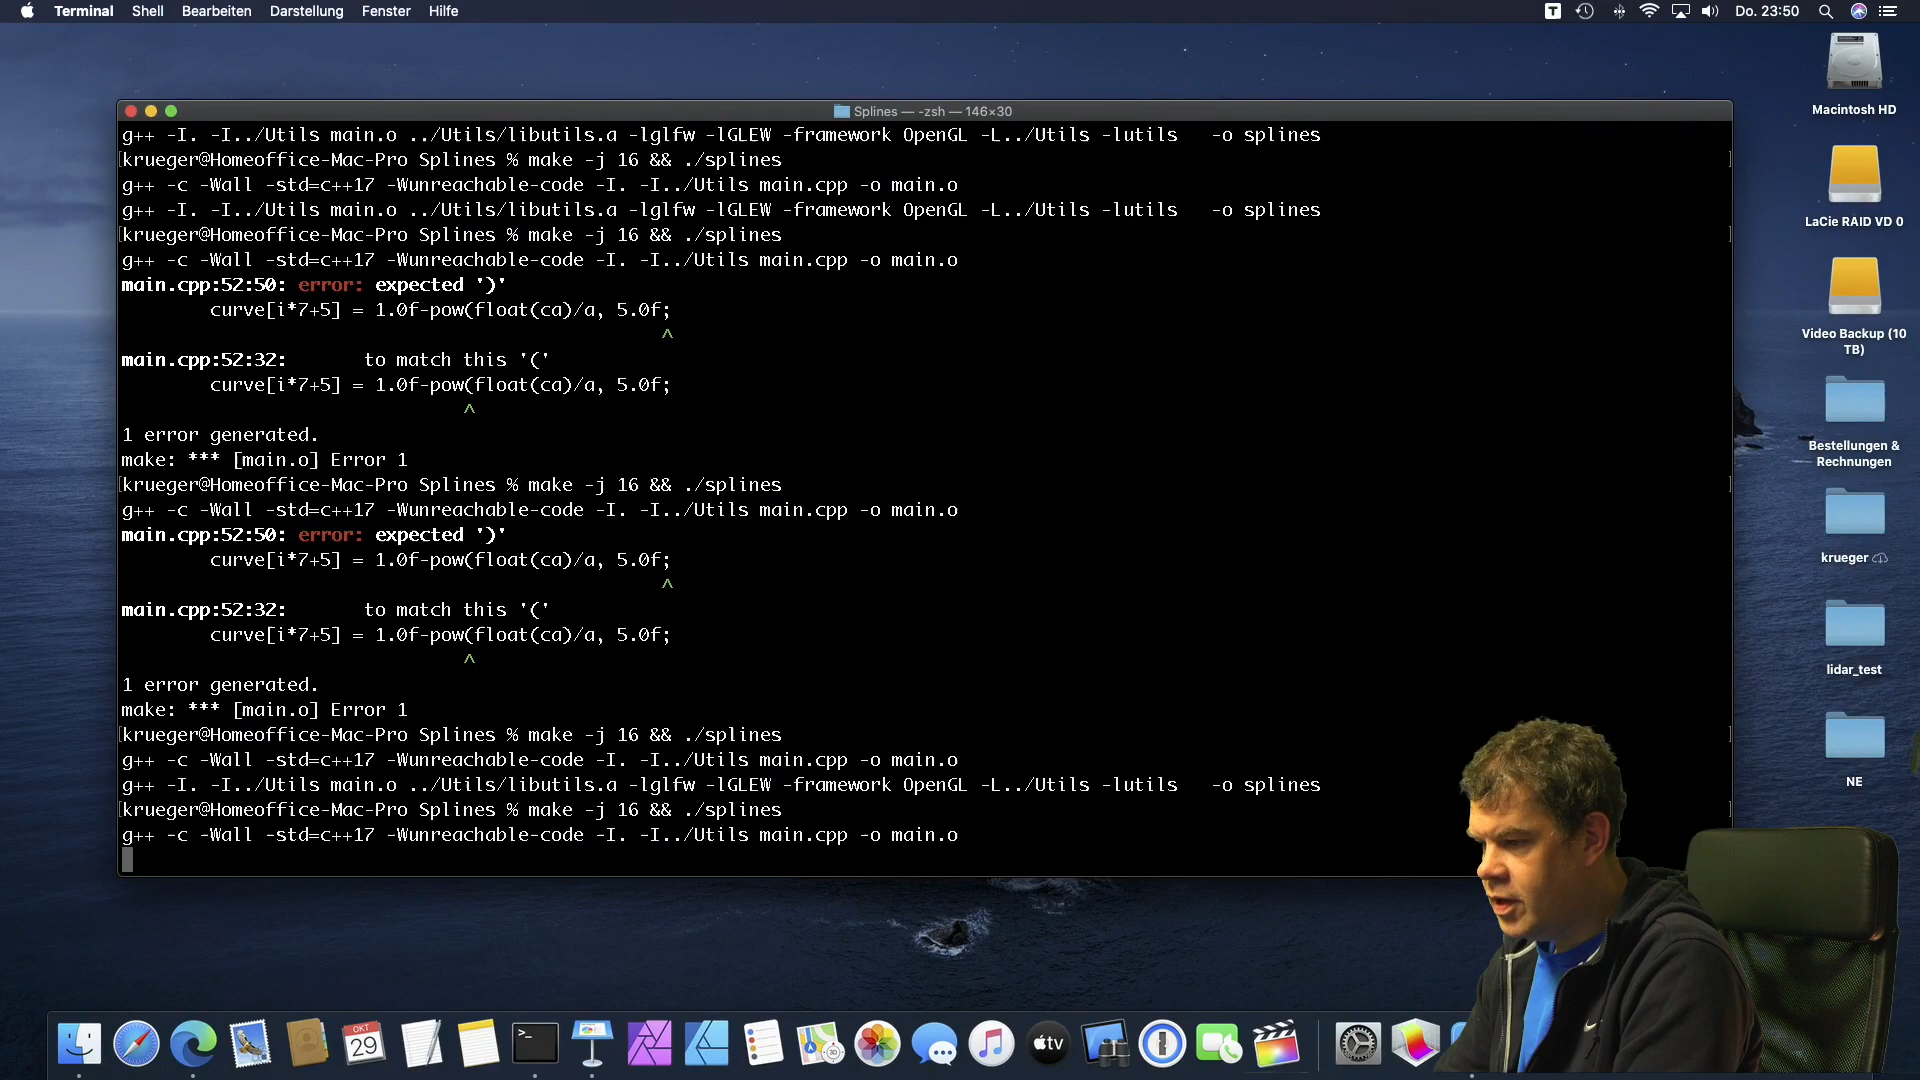 Terminal Shell Bearbeiten Darstellung Fenster Hilfe
T Do. 23:50
Splines — -zsh — 146×30
g++ -I. -I../Utils main.o ../Utils/libutils.a -lglfw -lGLEW -framework OpenGL -L../Utils -lutils   -o splines
[krueger@Homeoffice-Mac-Pro Splines % make -j 16 && ./splines ]
g++ -c -Wall -std=c++17 -Wunreachable-code -I. -I../Utils main.cpp -o main.o
g++ -I. -I../Utils main.o ../Utils/libutils.a -lglfw -lGLEW -framework OpenGL -L../Utils -lutils   -o splines
[krueger@Homeoffice-Mac-Pro Splines % make -j 16 && ./splines ]
g++ -c -Wall -std=c++17 -Wunreachable-code -I. -I../Utils main.cpp -o main.o
main.cpp:52:50: error: expected ')'
        curve[i*7+5] = 1.0f-pow(float(ca)/a, 5.0f;
                                                 ^
main.cpp:52:32:       to match this '('
        curve[i*7+5] = 1.0f-pow(float(ca)/a, 5.0f;
                               ^
1 error generated.
make: *** [main.o] Error 1
[krueger@Homeoffice-Mac-Pro Splines % make -j 16 && ./splines ]
g++ -c -Wall -std=c++17 -Wunreachable-code -I. -I../Utils main.cpp -o main.o
main.cpp:52:50: error: expected ')'
        curve[i*7+5] = 1.0f-pow(float(ca)/a, 5.0f;
                                                 ^
main.cpp:52:32:       to match this '('
        curve[i*7+5] = 1.0f-pow(float(ca)/a, 5.0f;
                               ^
1 error generated.
make: *** [main.o] Error 1
[krueger@Homeoffice-Mac-Pro Splines % make -j 16 && ./splines ]
g++ -c -Wall -std=c++17 -Wunreachable-code -I. -I../Utils main.cpp -o main.o
g++ -I. -I../Utils main.o ../Utils/libutils.a -lglfw -lGLEW -framework OpenGL -L../Utils -lutils   -o splines
[krueger@Homeoffice-Mac-Pro Splines % make -j 16 && ./splines ]
g++ -c -Wall -std=c++17 -Wunreachable-code -I. -I../Utils main.cpp -o main.o
Macintosh HD
LaCie RAID VD 0
Video Backup (10
TB)
Bestellungen &
Rechnungen
krueger
lidar_test
NE
OKT
29
>_
tv